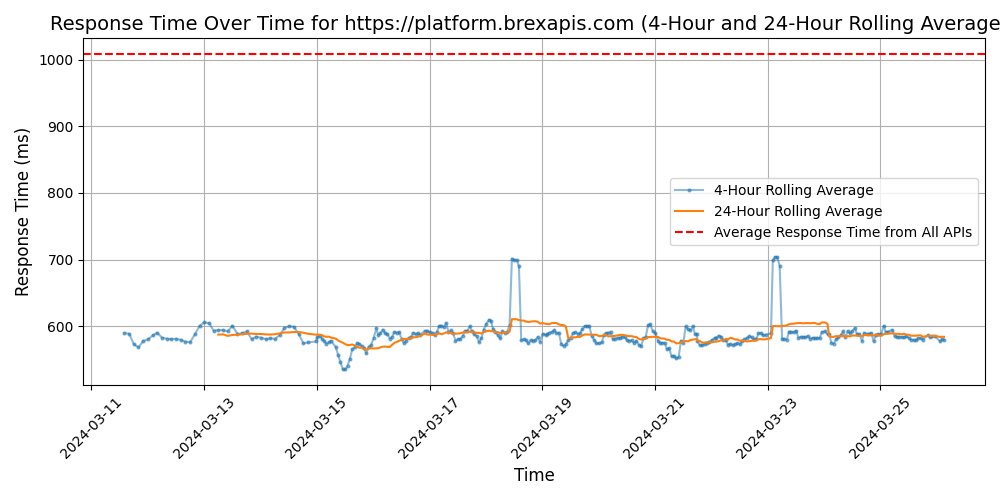 Response Time Over Time for https://platform.brexapis.com (4-Hour and 24-Hour Rolling Average
Response Time (ms)
1000
900
800
700
600
4-Hour Rolling Average
24-Hour Rolling Average
Average Response Time from All APIs
2024-03-11
2024-03-13
2024-03-15
2024-03-17
2024-03-19
2024-03-21
2024-03-23
2024-03-25
Time